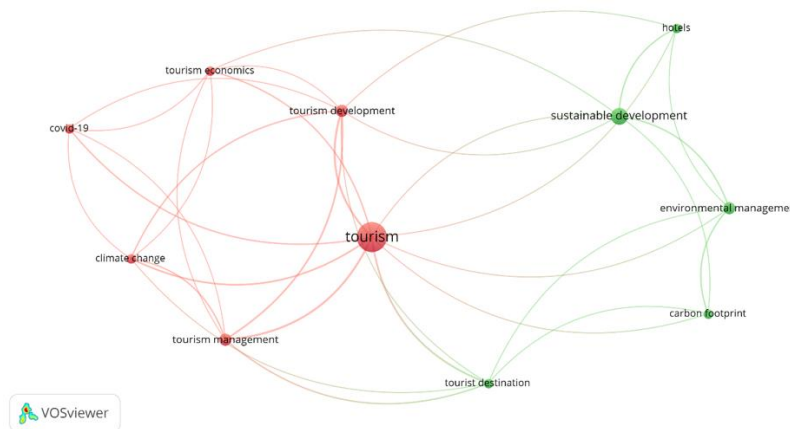 hotels
tourism economics
tourism development
sustainable development
covid-19
environmental manageme
tourism
climate change
carbon footprint
tourism management
tourist destination
VOSviewer